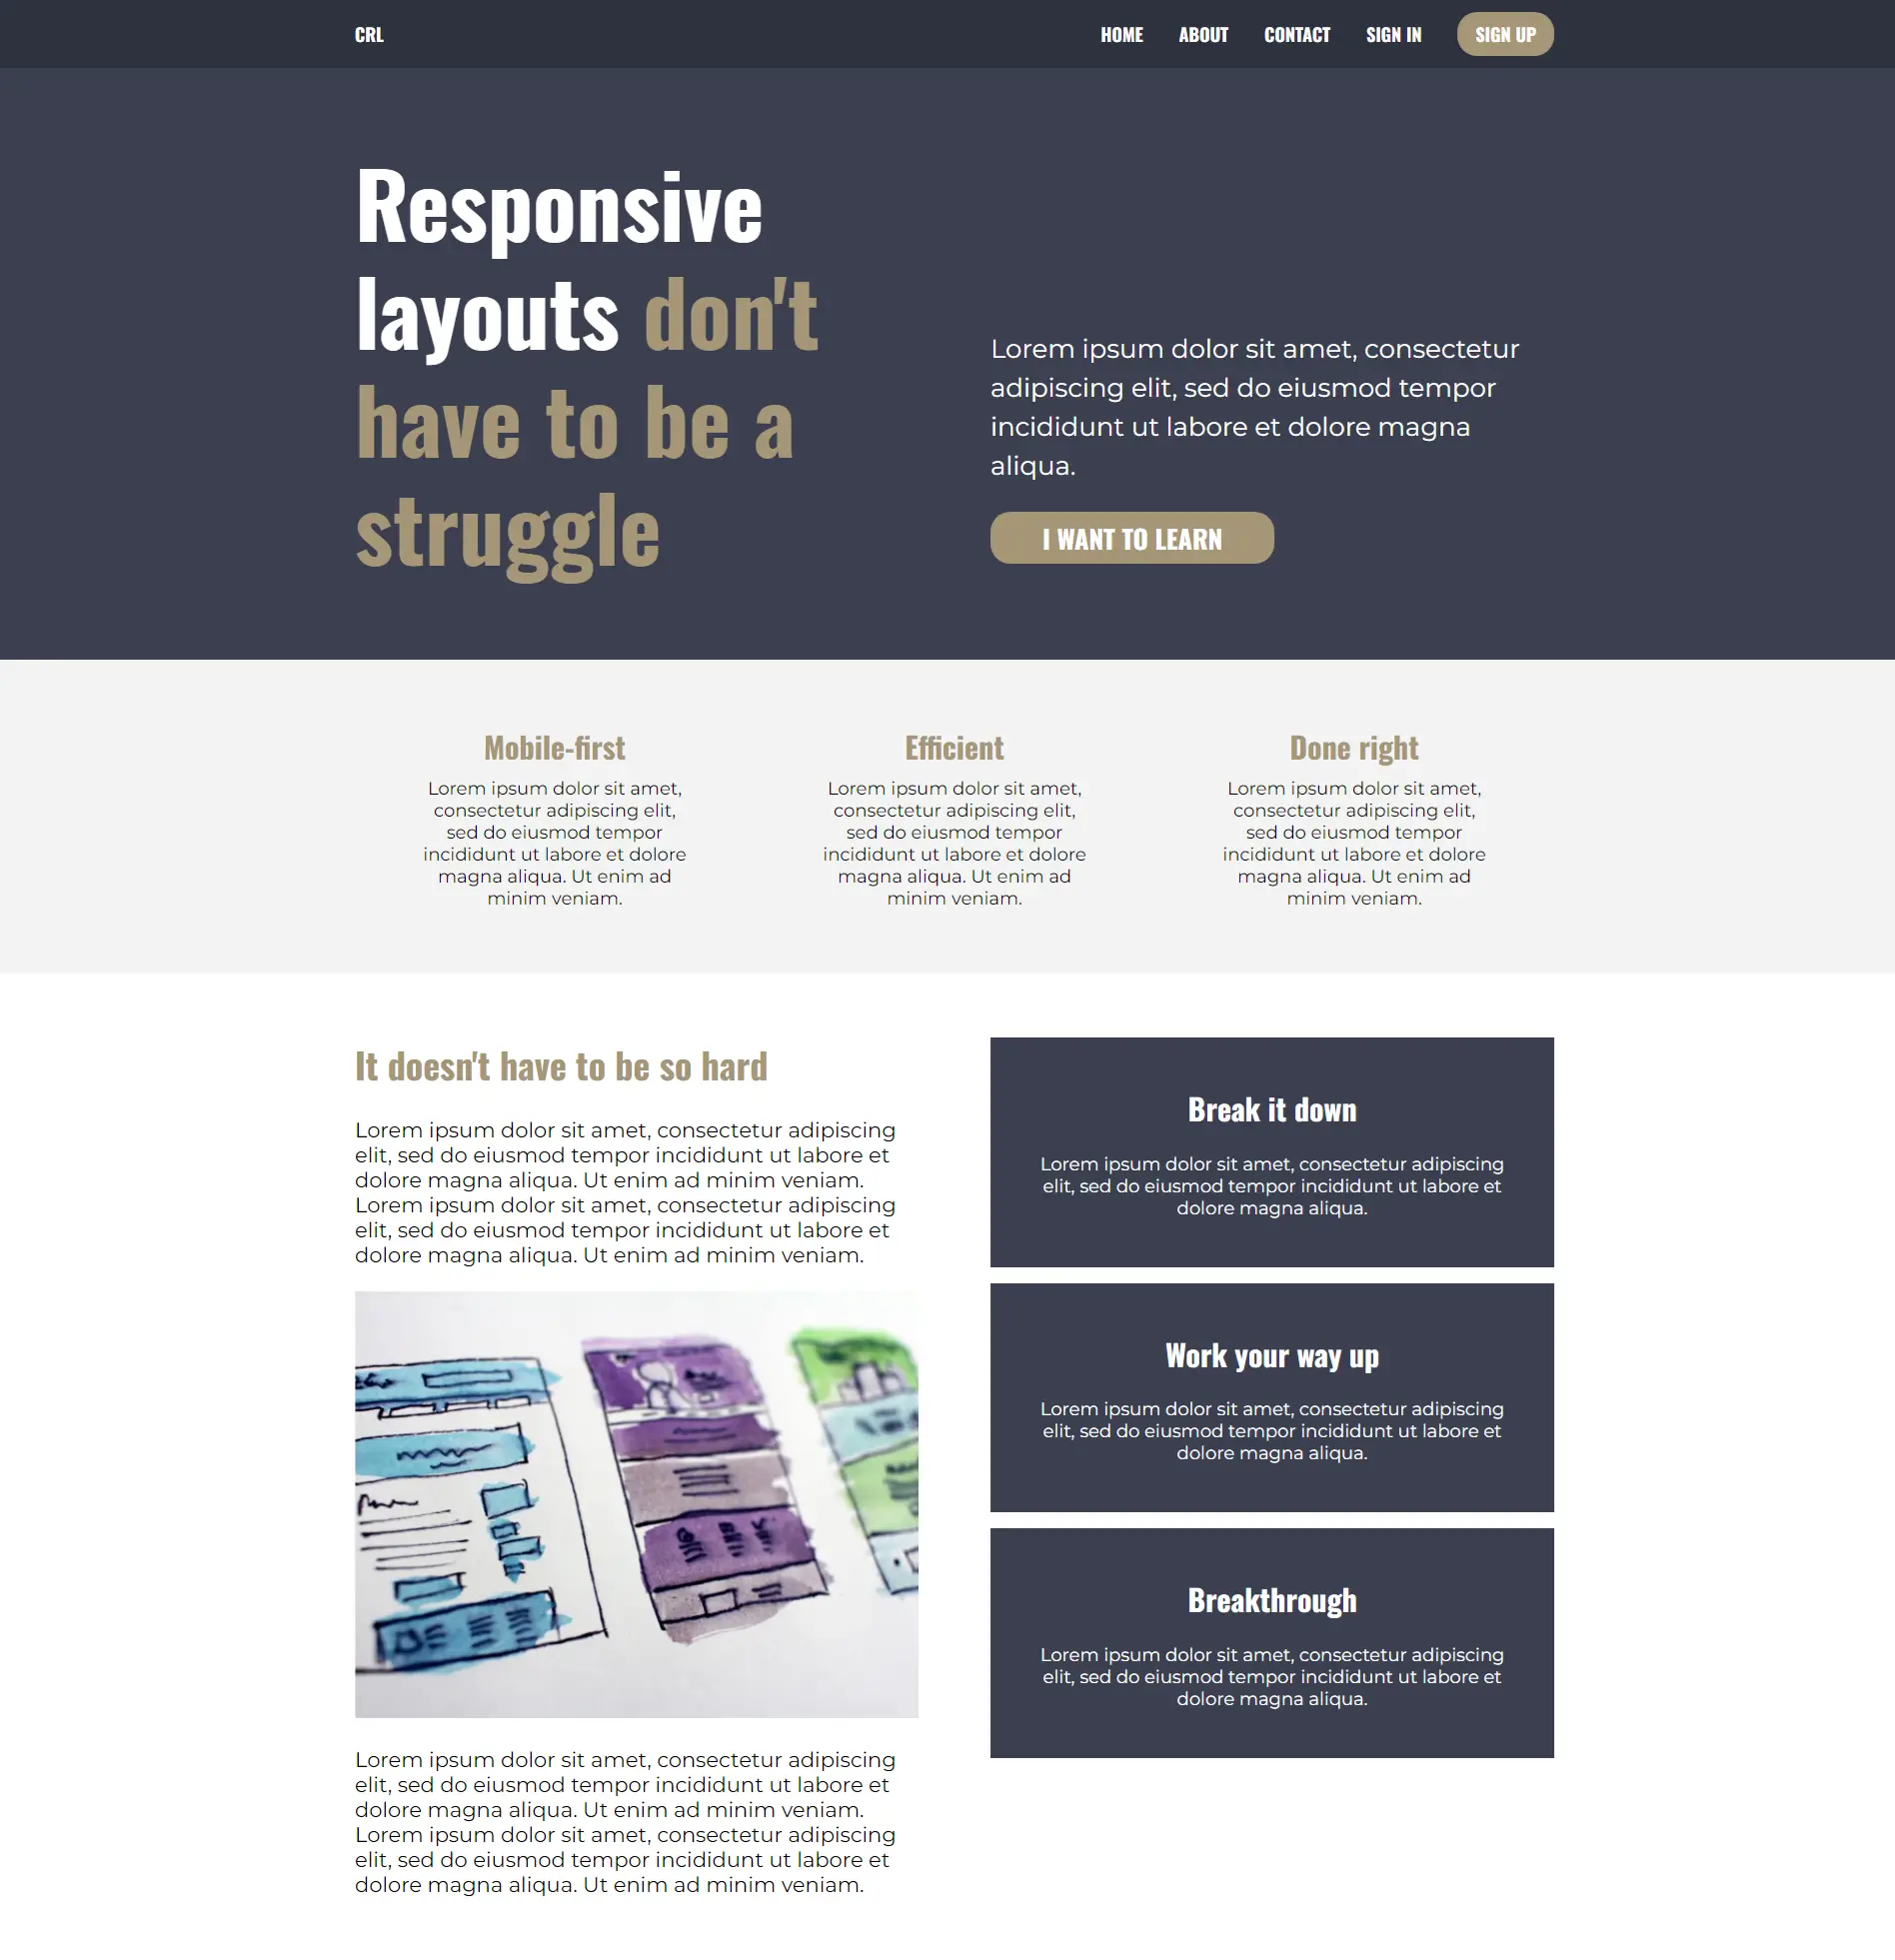 CRL
HOME ABOUT CONTACT SIGN IN SIGN UP
Responsive
layouts don't
have to be a
struggle
Lorem ipsum dolor sit amet, consectetur
adipiscing elit, sed do eiusmod tempor
incididunt ut labore et dolore magna
aliqua.
I WANT TO LEARN
Mobile-first
Lorem ipsum dolor sit amet,
consectetur adipiscing elit,
sed do eiusmod tempor
incididunt ut labore et dolore
magna aliqua. Ut enim ad
minim veniam.
Efficient
Lorem ipsum dolor sit amet,
consectetur adipiscing elit,
sed do eiusmod tempor
incididunt ut labore et dolore
magna aliqua. Ut enim ad
minim veniam.
Done right
Lorem ipsum dolor sit amet,
consectetur adipiscing elit,
sed do eiusmod tempor
incididunt ut labore et dolore
magna aliqua. Ut enim ad
minim veniam.
It doesn't have to be so hard
Lorem ipsum dolor sit amet, consectetur adipiscing
elit, sed do eiusmod tempor incididunt ut labore et
dolore magna aliqua. Ut enim ad minim veniam.
Lorem ipsum dolor sit amet, consectetur adipiscing
elit, sed do eiusmod tempor incididunt ut labore et
dolore magna aliqua. Ut enim ad minim veniam.
Lorem ipsum dolor sit amet, consectetur adipiscing
elit, sed do eiusmod tempor incididunt ut labore et
dolore magna aliqua. Ut enim ad minim veniam.
Lorem ipsum dolor sit amet, consectetur adipiscing
elit, sed do eiusmod tempor incididunt ut labore et
dolore magna aliqua. Ut enim ad minim veniam.
Break it down
Lorem ipsum dolor sit amet, consectetur adipiscing
elit, sed do eiusmod tempor incididunt ut labore et
dolore magna aliqua.
Work your way up
Lorem ipsum dolor sit amet, consectetur adipiscing
elit, sed do eiusmod tempor incididunt ut labore et
dolore magna aliqua.
Breakthrough
Lorem ipsum dolor sit amet, consectetur adipiscing
elit, sed do eiusmod tempor incididunt ut labore et
dolore magna aliqua.